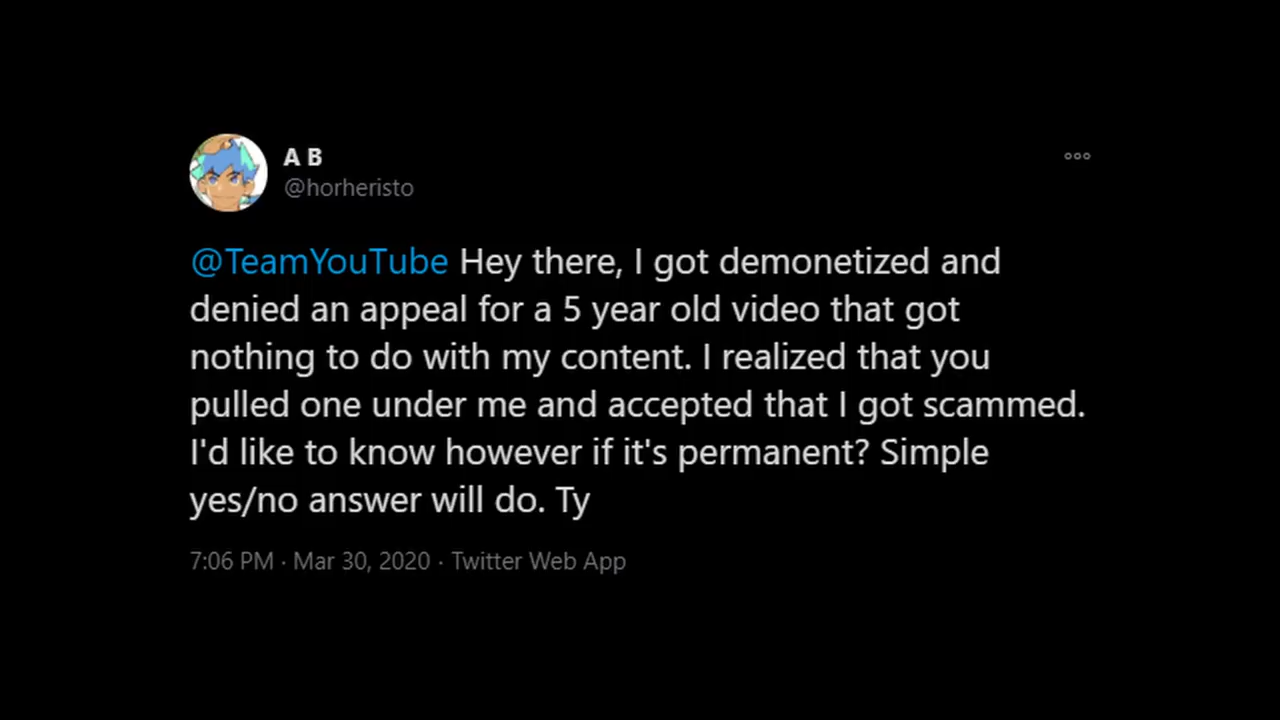 A B
@horheristo
@TeamYouTube Hey there, I got demonetized and
denied an appeal for a 5 year old video that got
nothing to do with my content. I realized that you
pulled one under me and accepted that I got scammed.
I'd like to know however if it's permanent? Simple
yes/no answer will do. Ty
7:06 PM · Mar 30, 2020 · Twitter Web App